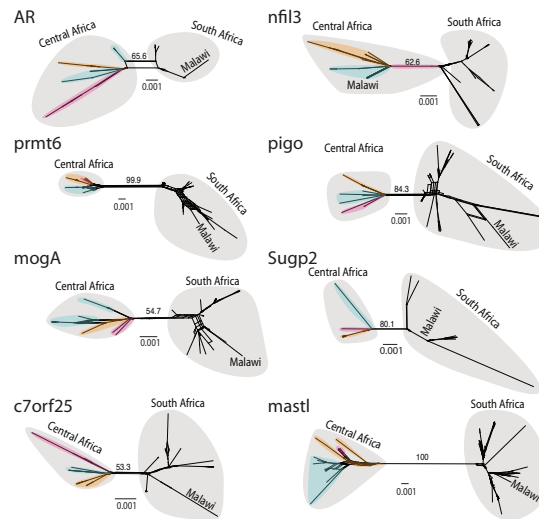 AR
Central Africa
South Africa
65.6
Malawi
0.001
nfil3
Central Africa
South Africa
62.6
Malawi
0.001
prmt6
Central Africa
99.9
South Africa
0.001
Malawi
pigo
Central Africa
South Africa
84.3
0.001
Malawi
mogA
Central Africa
South Africa
54.7
0.001
Malawi
Sugp2
Central Africa
South Africa
80.1
Malawi
0.001
c7orf25
South Africa
Central Africa
53.3
0.001
Malawi
mastl
South Africa
Central Africa
100
0.001
Malawi